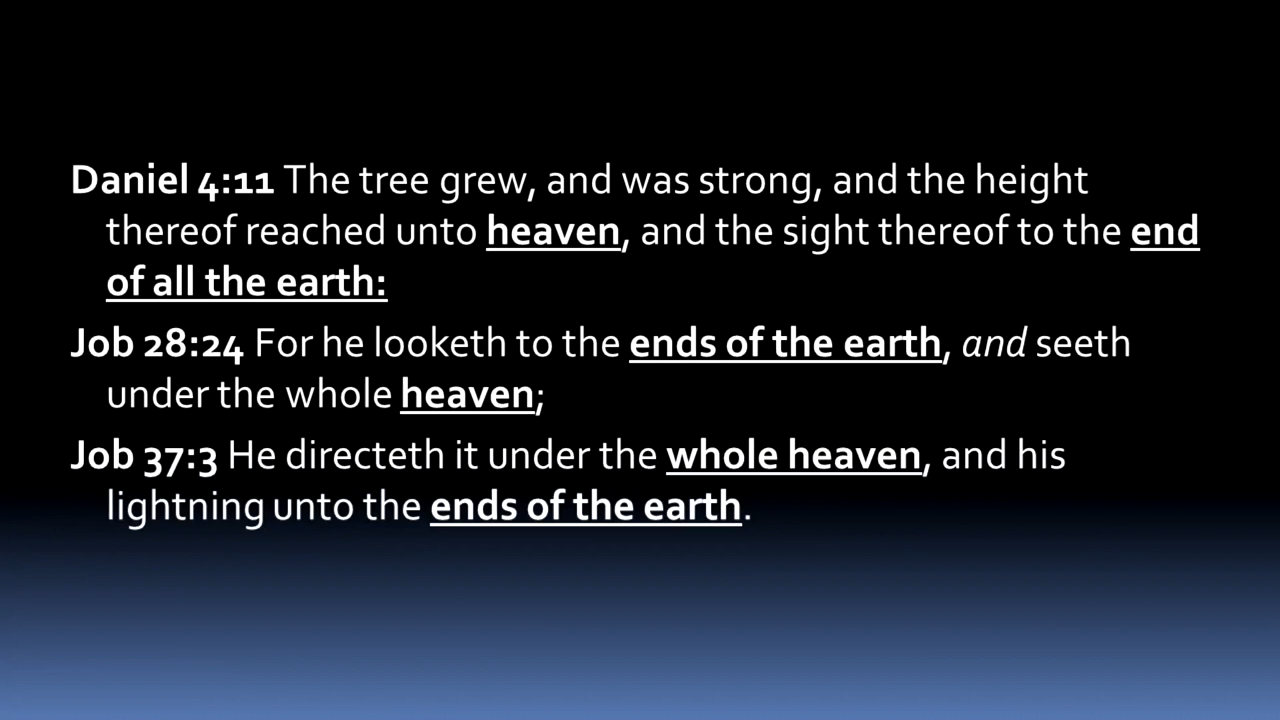 Daniel 4:11 The tree grew, and was strong, and the height
thereof reached unto heaven, and the sight thereof to the end
of all the earth:
Job 28:24 For he looketh to the ends of the earth, and seeth
under the whole heaven;
Job 37:3 He directeth it under the whole heaven, and his
lightning unto the ends of the earth.